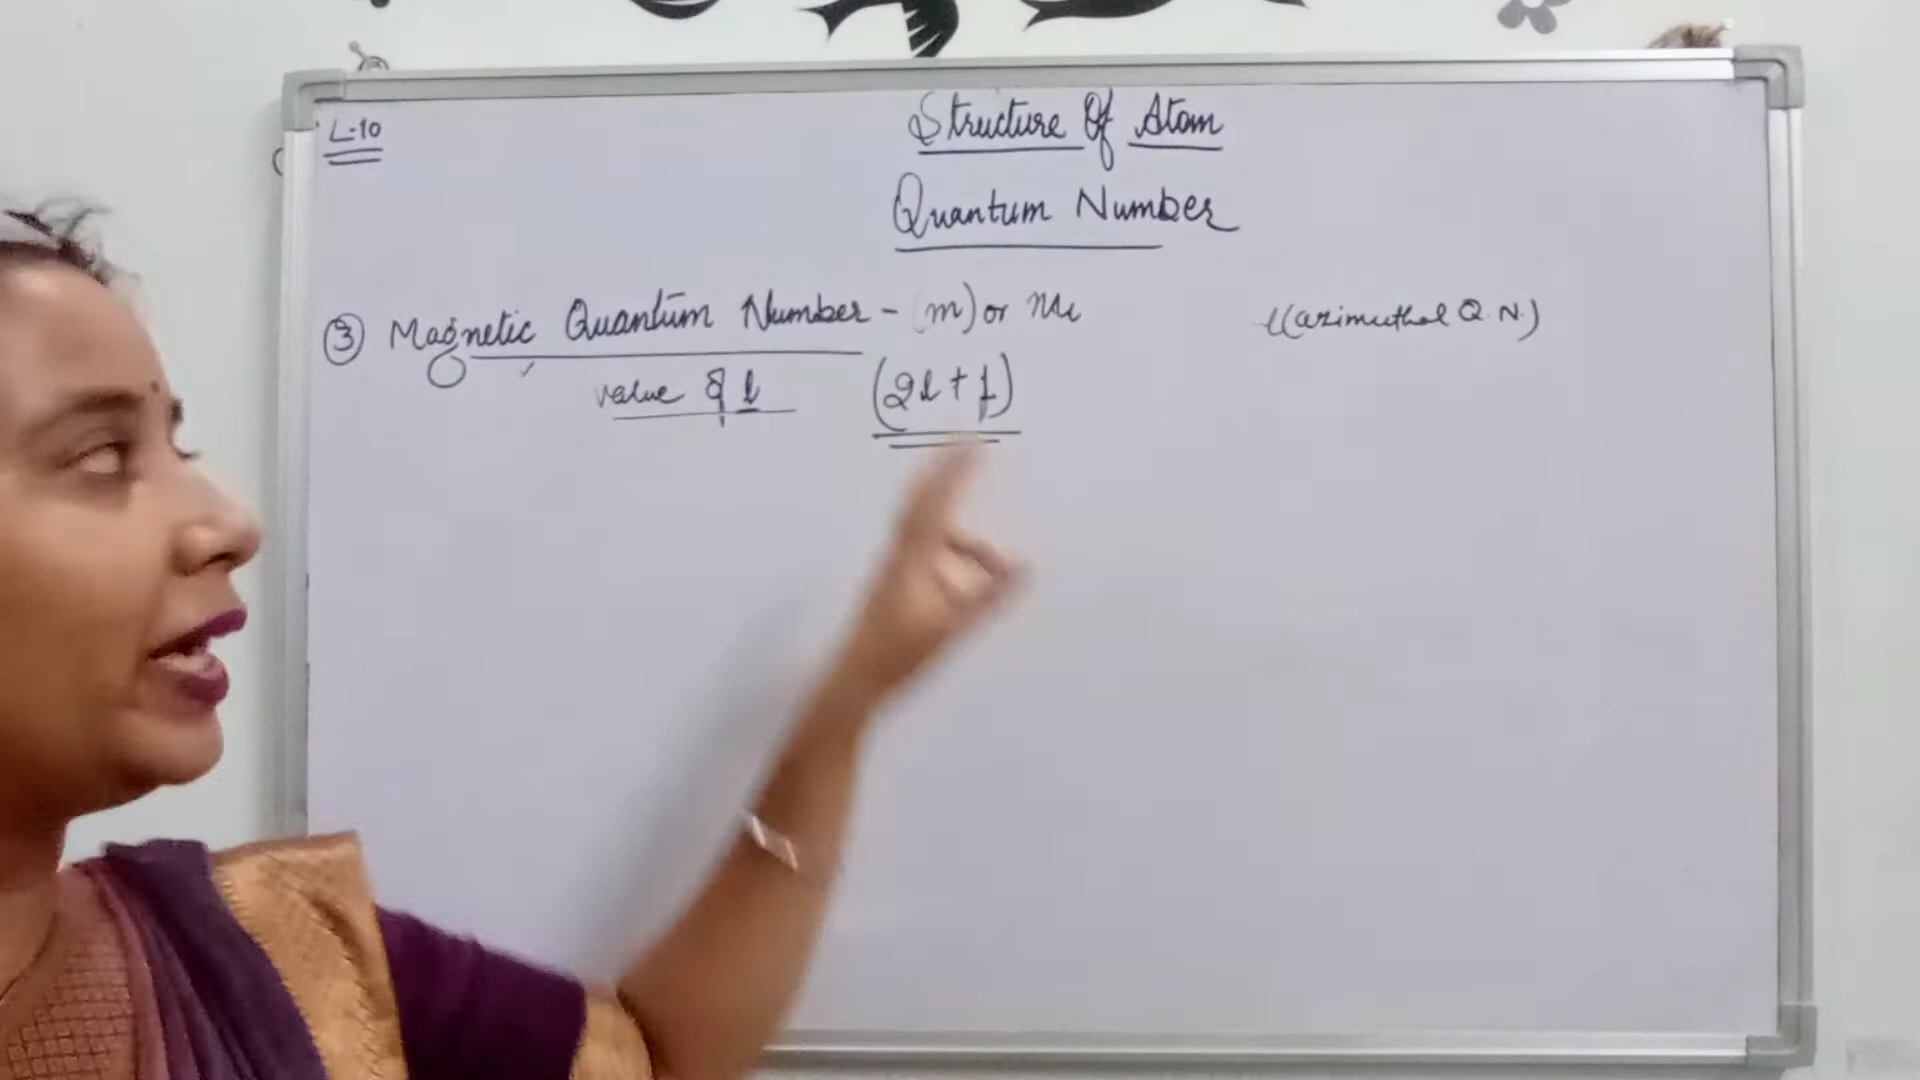 L-10
Structure Of Atom
Quantum Number
③ Magnetic Quantum Number - (m) or ml
l(azimuthal Q.N.)
value of l (2l + 1)